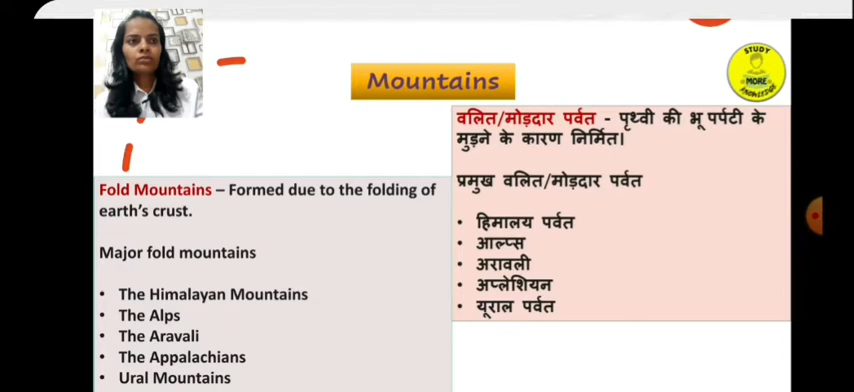 STUDY
MORE
KNOWLEDGE
Mountains
Fold Mountains – Formed due to the folding of
earth's crust.
Major fold mountains
• The Himalayan Mountains
• The Alps
• The Aravali
• The Appalachians
• Ural Mountains
वलित/मोड़दार पर्वत - पृथ्वी की भू पर्पटी के
मुड़ने के कारण निर्मित।
प्रमुख वलित/मोड़दार पर्वत
• हिमालय पर्वत
• आल्प्स
• अरावली
• अप्लेशियन
• यूराल पर्वत